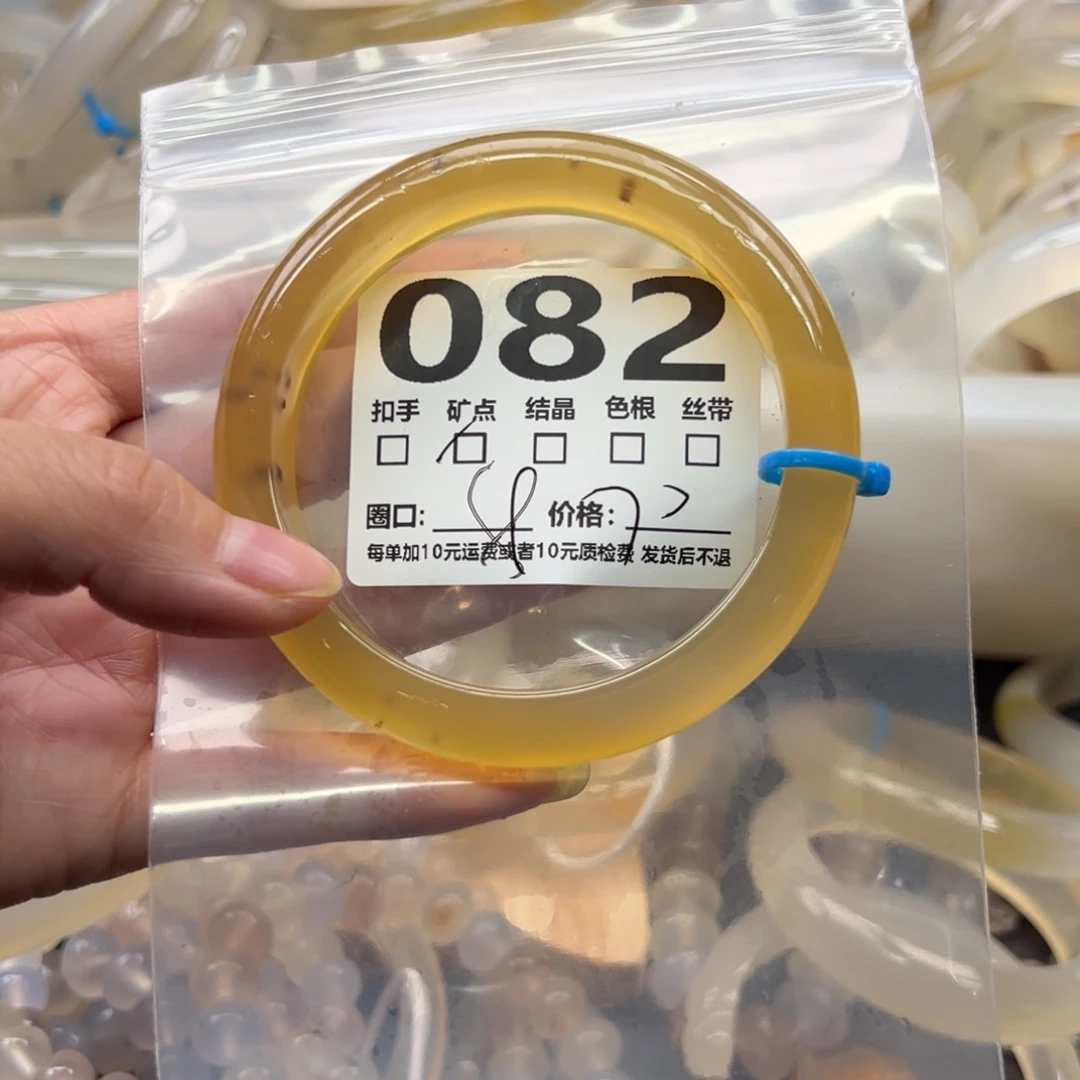 082
扣手 矿点 结晶 色根 丝带
圈口: 价格:
每单加10元运费或者10元质检费 发货后不退